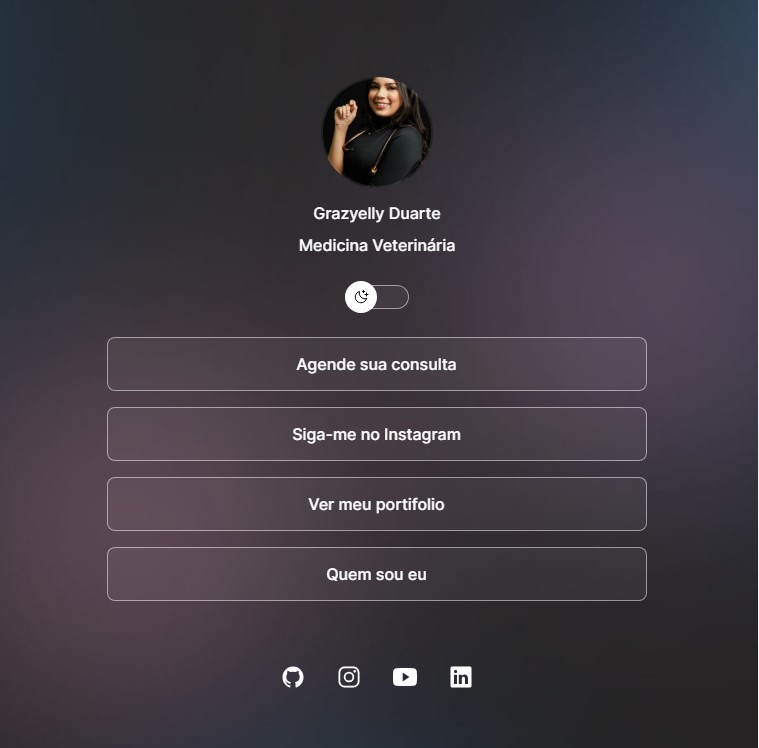 Grazyelly Duarte
Medicina Veterinária
Agende sua consulta
Siga-me no Instagram
Ver meu portifolio
Quem sou eu